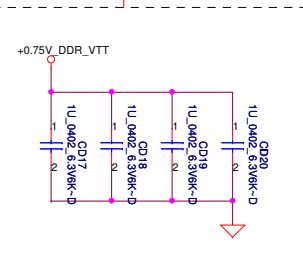 +0.75V_DDR_VTT
1
2
CD17
1U_0402_6.3V6K~D
1
2
CD18
1U_0402_6.3V6K~D
1
2
CD19
1U_0402_6.3V6K~D
1
2
CD20
1U_0402_6.3V6K~D